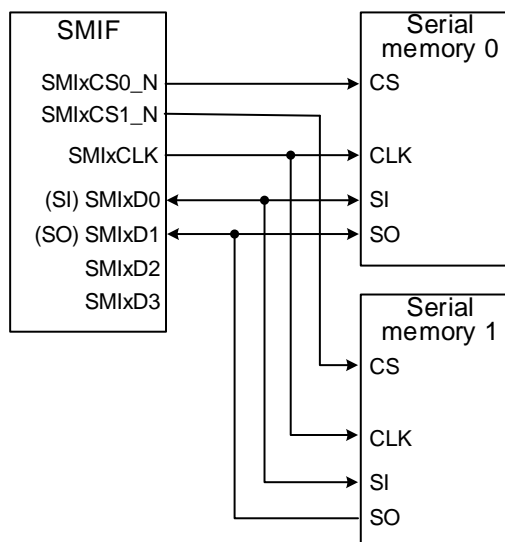 SMIF
SMIxCS0_N
SMIxCS1_N
SMIxCLK
(SI) SMIxD0
(SO) SMIxD1
SMIxD2
SMIxD3
Serial
memory 0
CS
CLK
SI
SO
Serial
memory 1
CS
CLK
SI
SO